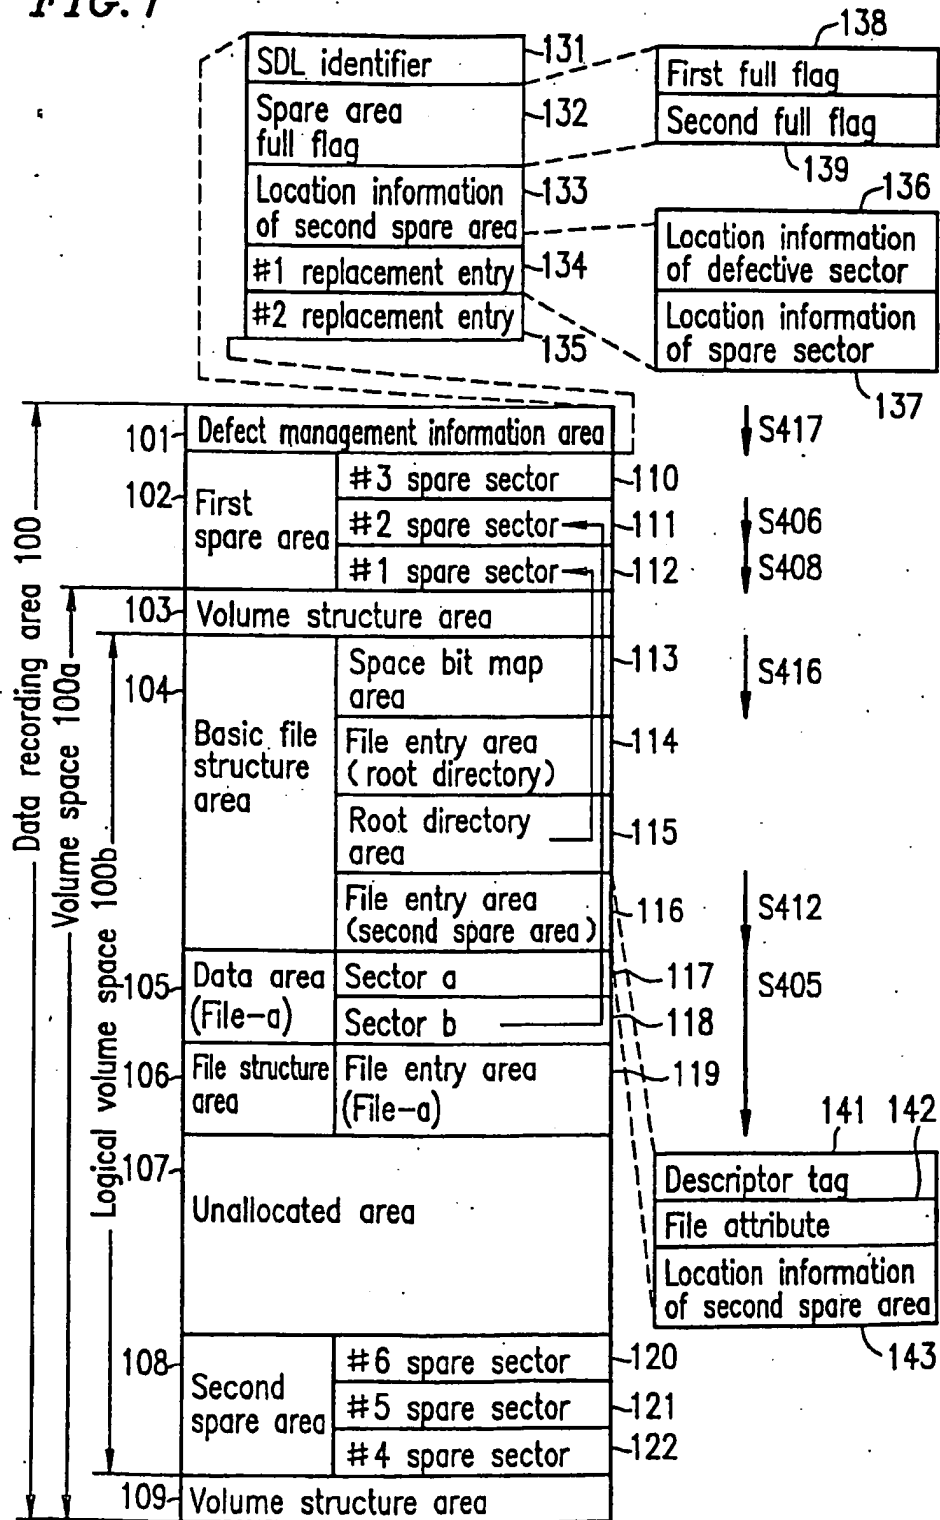 FIG. 1
138
SDL identifier
131
First full flag
Spare area
full flag
132
Second full flag
139
Location information
of second spare area
133
136
Location information
of defective sector
#1 replacement entry
134
#2 replacement entry
135
Location information
of spare sector
137
Data recording area 100
Volume space 100a
Logical volume space 100b
101
Defect management information area
S417
102
First
spare area
#3 spare sector
110
#2 spare sector
111
S406
#1 spare sector
112
S408
103
Volume structure area
104
Basic file
structure
area
Space bit map
area
113
S416
File entry area
(root directory)
114
Root directory
area
115
File entry area
(second spare area)
116
S412
105
Data area
(File-a)
Sector a
117
S405
Sector b
118
106
File structure
area
File entry area
(File-a)
119
107
Unallocated area
141
142
Descriptor tag
File attribute
Location information
of second spare area
143
108
Second
spare area
#6 spare sector
120
#5 spare sector
121
#4 spare sector
122
109
Volume structure area